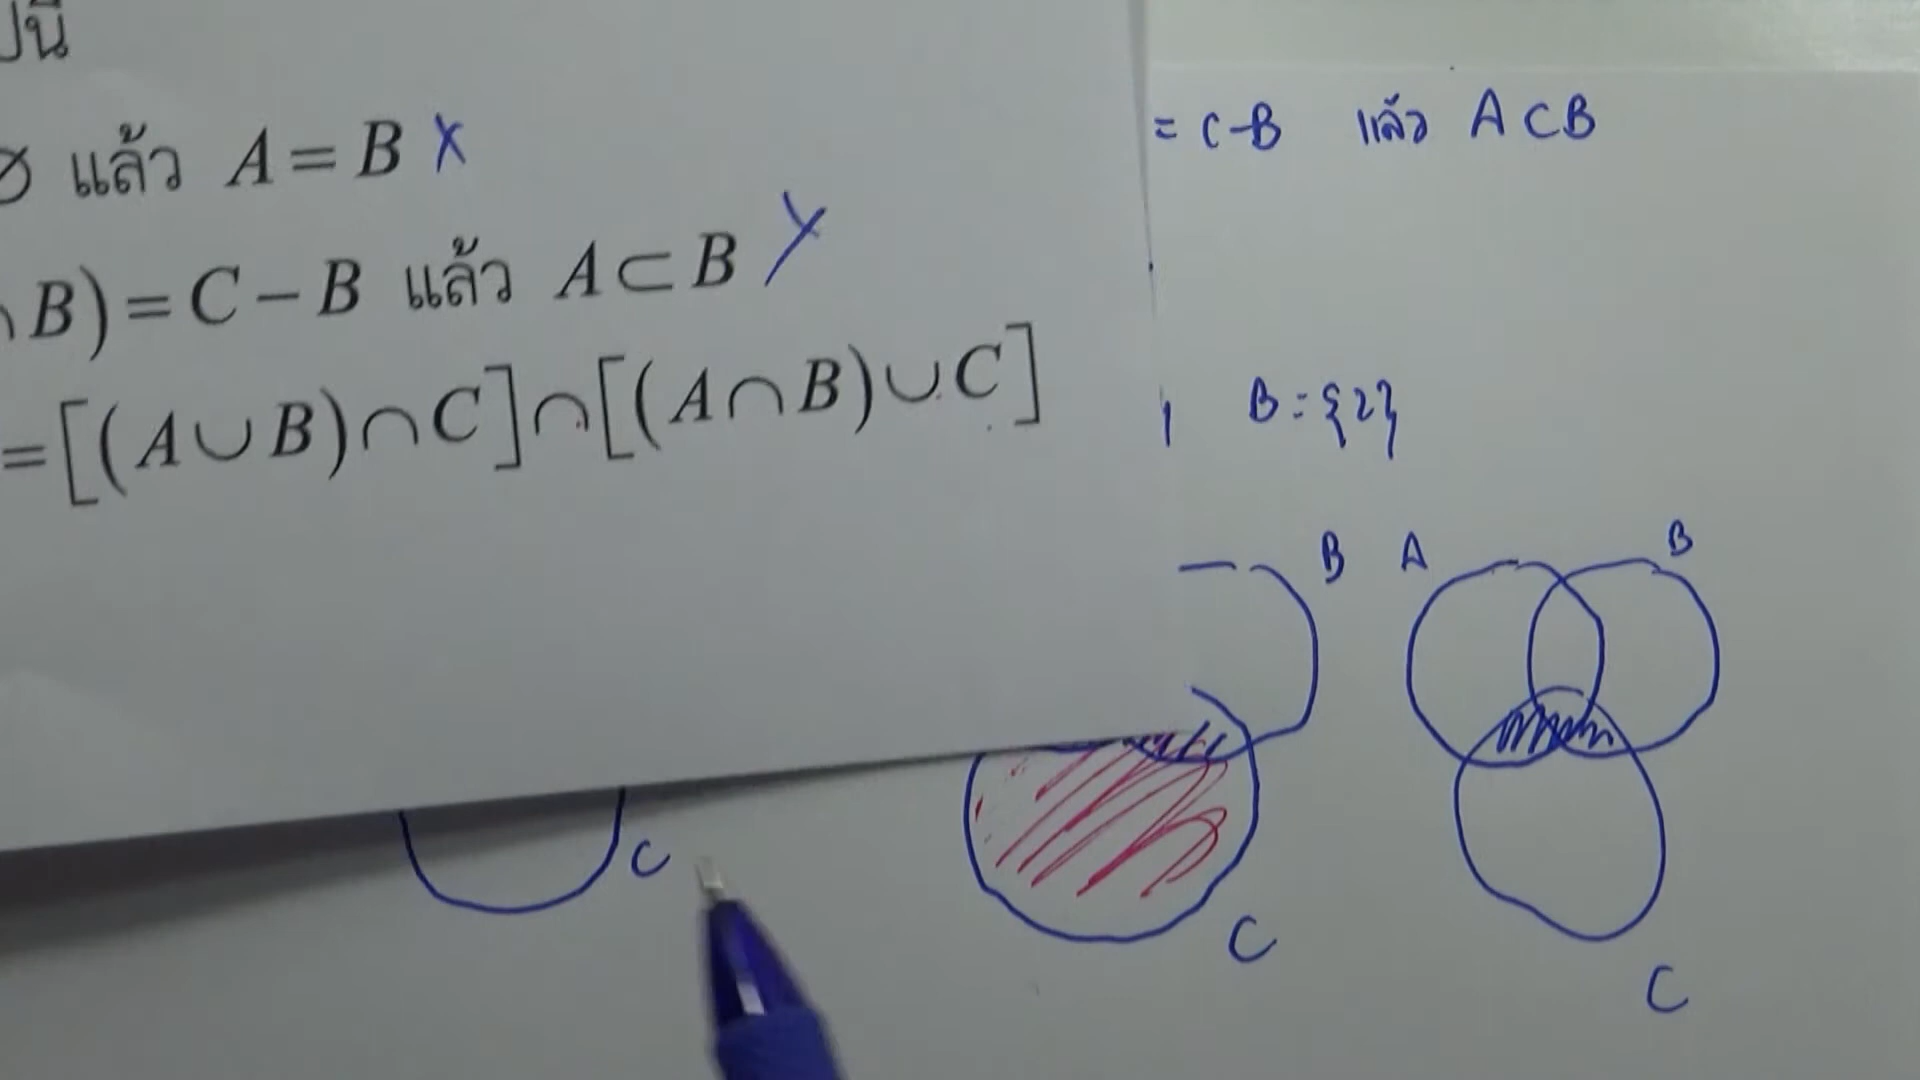 ปนี้
∅ แล้ว A = B X
∩ B) = C − B แล้ว A ⊂ B X
= [(A ∪ B) ∩ C] ∩ [(A ∩ B) ∪ C]
= C-B แล้ว A ⊂ B
, B = {2}
B A B
C
C
C